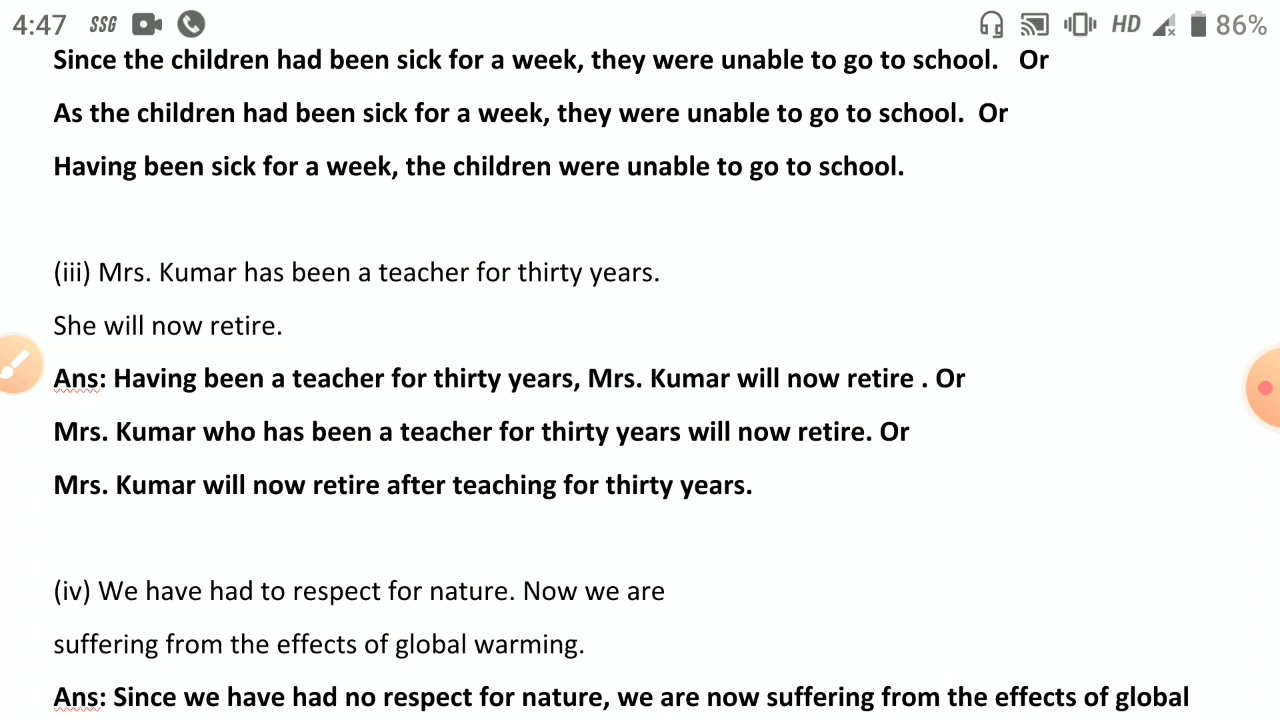 4:47 SSG HD 86%
Since the children had been sick for a week, they were unable to go to school. Or
As the children had been sick for a week, they were unable to go to school. Or
Having been sick for a week, the children were unable to go to school.
(iii) Mrs. Kumar has been a teacher for thirty years.
She will now retire.
Ans: Having been a teacher for thirty years, Mrs. Kumar will now retire . Or
Mrs. Kumar who has been a teacher for thirty years will now retire. Or
Mrs. Kumar will now retire after teaching for thirty years.
(iv) We have had to respect for nature. Now we are
suffering from the effects of global warming.
Ans: Since we have had no respect for nature, we are now suffering from the effects of global